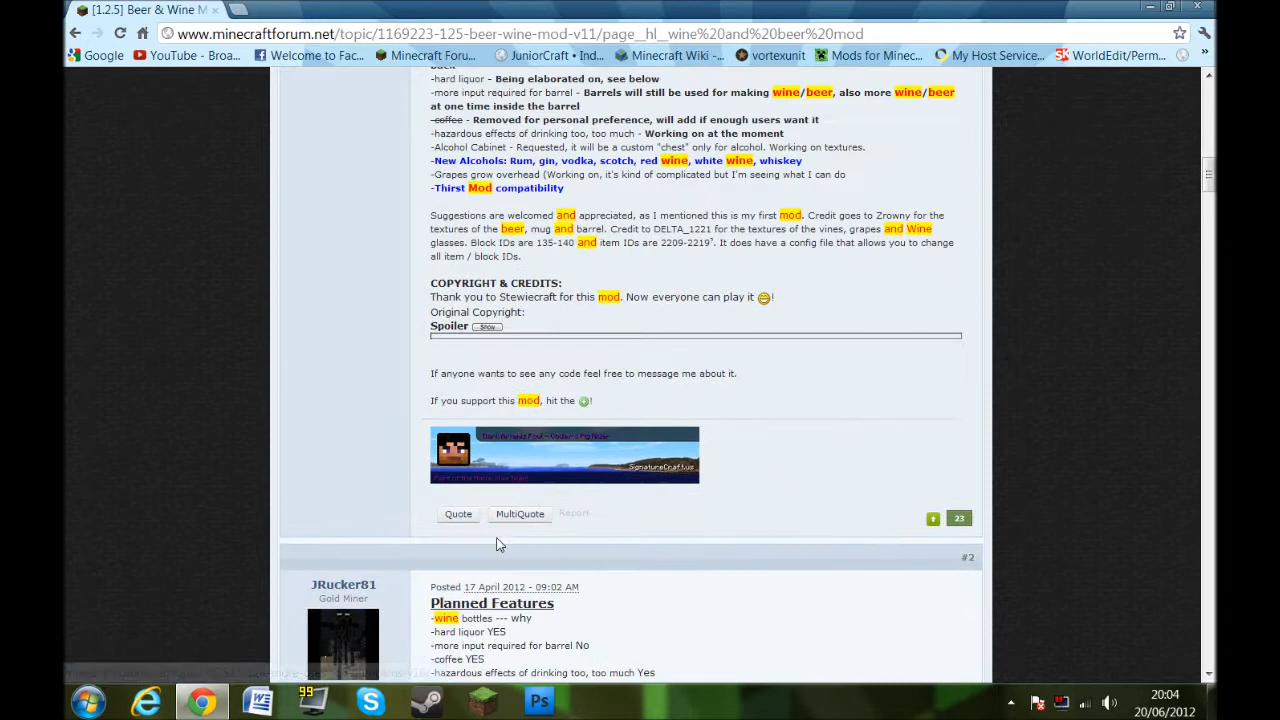 [1.2.5] Beer & Wine M
www.minecraftforum.net/topic/1169223-125-beer-wine-mod-v11/page__hl__wine%20and%20beer%20mod
Google YouTube - Broa... Welcome to Fac... Minecraft Foru... JuniorCraft • Ind... Minecraft Wiki -... vortexunit Mods for Minec... My Host Service... WorldEdit/Perm... »
-hard liquor - Being elaborated on, see below
-more input required for barrel - Barrels will still be used for making wine/beer, also more wine/beer
at one time inside the barrel
-coffee - Removed for personal preference, will add if enough users want it
-hazardous effects of drinking too, too much - Working on at the moment
-Alcohol Cabinet - Requested, it will be a custom "chest" only for alcohol. Working on textures.
-New Alcohols: Rum, gin, vodka, scotch, red wine, white wine, whiskey
-Grapes grow overhead (Working on, it's kind of complicated but I'm seeing what I can do
-Thirst Mod compatibility
Suggestions are welcomed and appreciated, as I mentioned this is my first mod. Credit goes to Zrowny for the
textures of the beer, mug and barrel. Credit to DELTA_1221 for the textures of the vines, grapes and Wine
glasses. Block IDs are 135-140 and item IDs are 2209-2219. It does have a config file that allows you to change
all item / block IDs.
COPYRIGHT & CREDITS:
Thank you to Stewiecraft for this mod. Now everyone can play it !
Original Copyright:
Spoiler Show
If anyone wants to see any code feel free to message me about it.
If you support this mod, hit the !
SignatureCraft.us
Quote MultiQuote Report 23
#2
JRucker81
Gold Miner
Posted 17 April 2012 - 09:02 AM
Planned Features
-wine bottles --- why
-hard liquor YES
-more input required for barrel No
-coffee YES
-hazardous effects of drinking too, too much Yes
99
Ps
20:04
20/06/2012